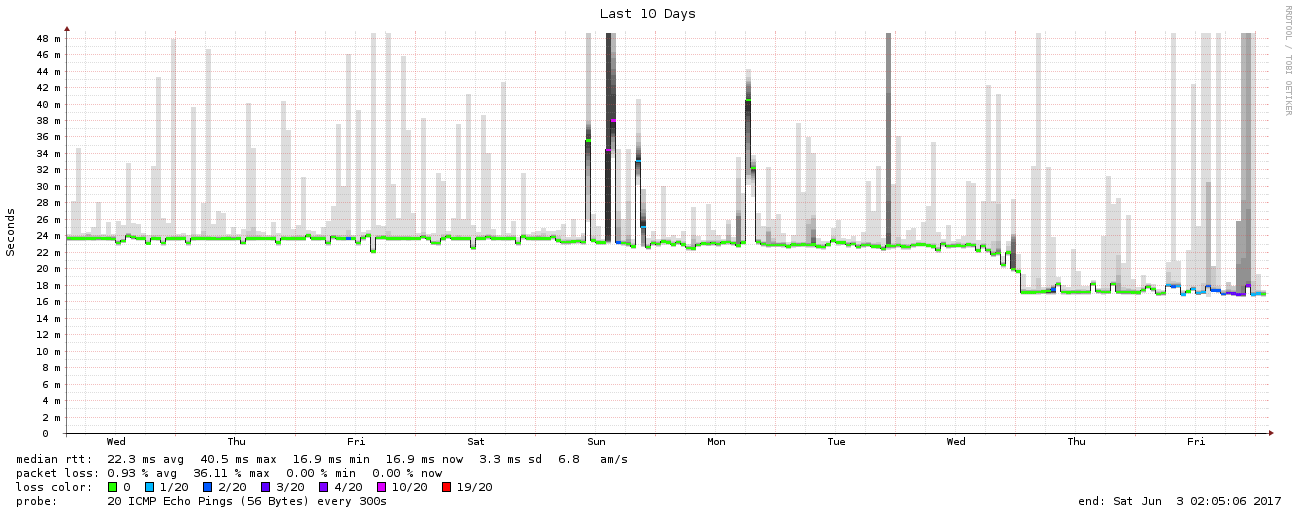 Last 10 Days
RRDTOOL / TOBI OETIKER
Seconds
48 m
46 m
44 m
42 m
40 m
38 m
36 m
34 m
32 m
30 m
28 m
26 m
24 m
22 m
20 m
18 m
16 m
14 m
12 m
10 m
8 m
6 m
4 m
2 m
0
Wed Thu Fri Sat Sun Mon Tue Wed Thu Fri
median rtt: 22.3 ms avg 40.5 ms max 16.9 ms min 16.9 ms now 3.3 ms sd 6.8 am/s
packet loss: 0.93 % avg 36.11 % max 0.00 % min 0.00 % now
loss color: 0 1/20 2/20 3/20 4/20 10/20 19/20
probe: 20 ICMP Echo Pings (56 Bytes) every 300s end: Sat Jun 3 02:05:06 2017